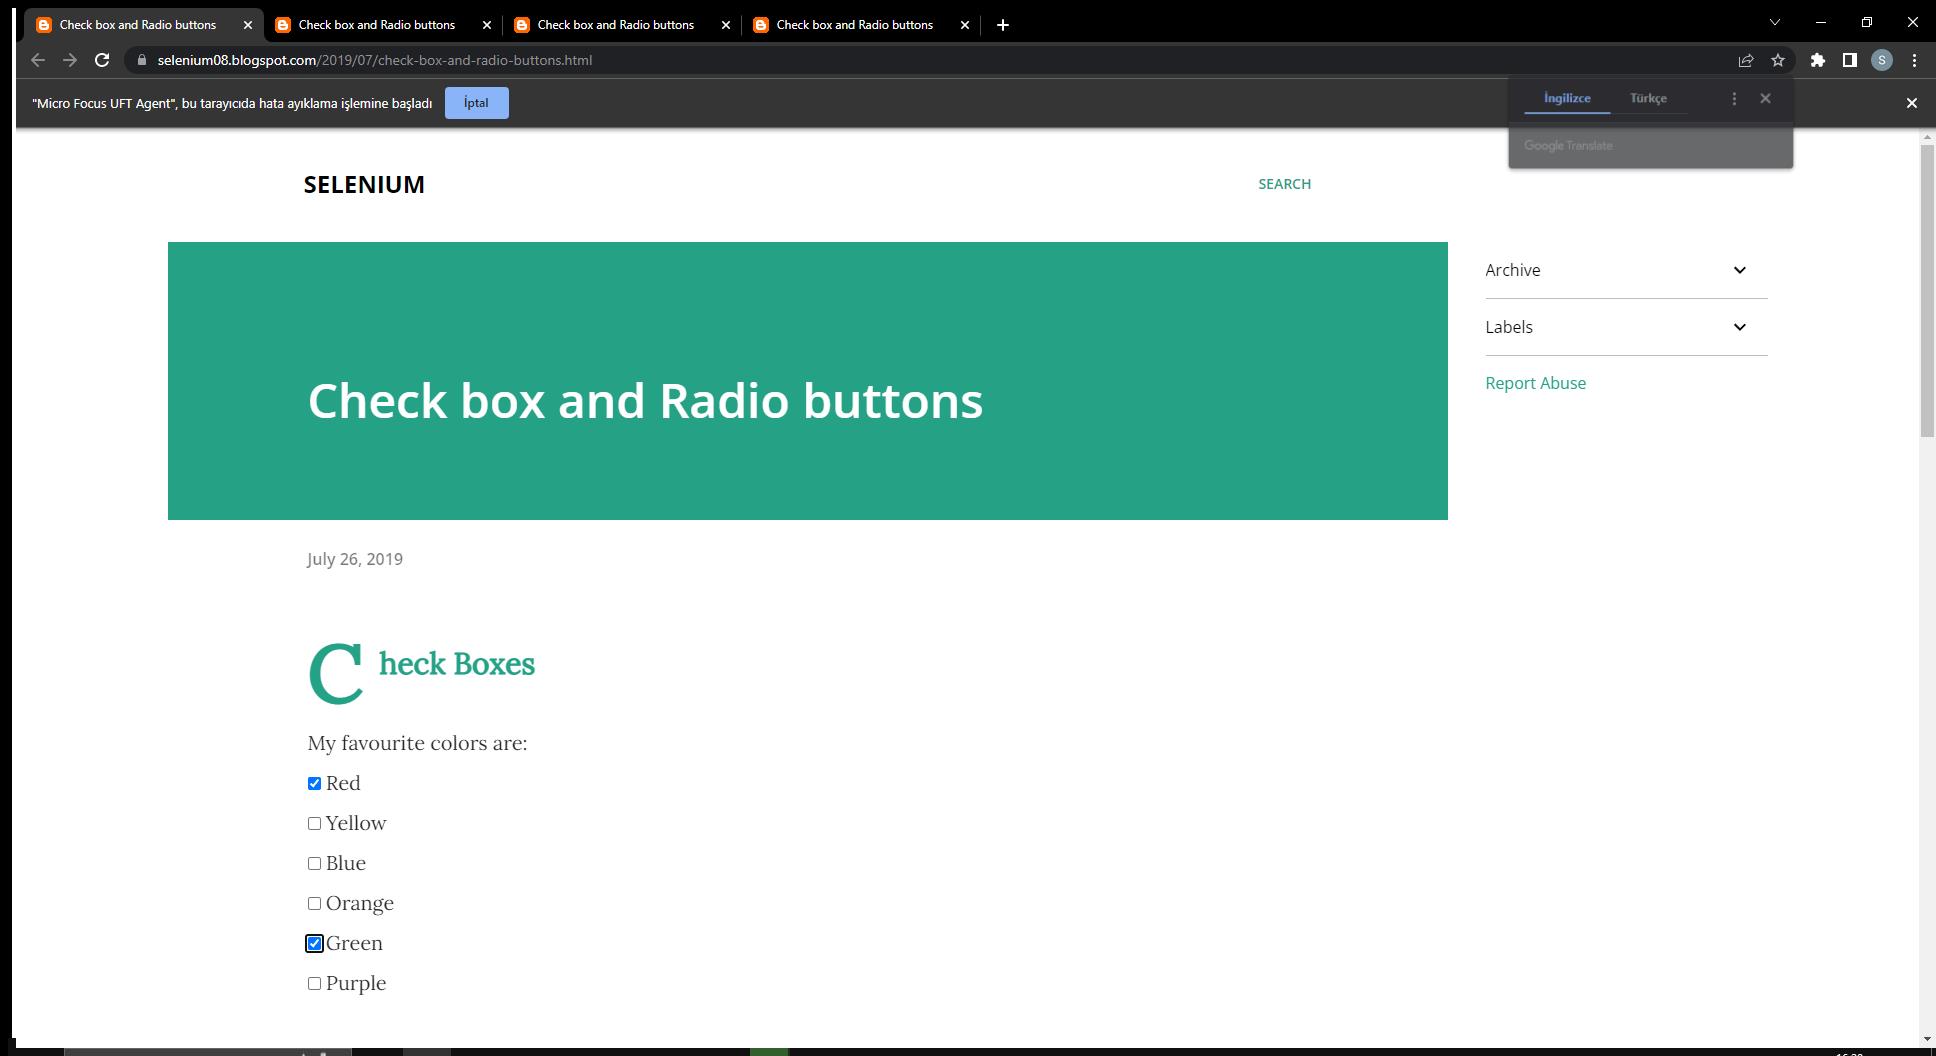 Check box and Radio buttons
Check box and Radio buttons
Check box and Radio buttons
Check box and Radio buttons
selenium08.blogspot.com/2019/07/check-box-and-radio-buttons.html
S
"Micro Focus UFT Agent", bu tarayıcıda hata ayıklama işlemine başladı
İptal
İngilizce
Türkçe
Google Translate
SELENIUM
SEARCH
Check box and Radio buttons
Archive
Labels
Report Abuse
July 26, 2019
Check Boxes
My favourite colors are:
Red
Yellow
Blue
Orange
Green
Purple